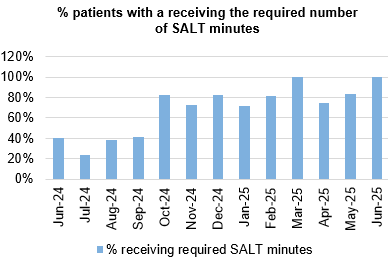 % patients with a receiving the required number
of SALT minutes
120%
100%
80%
60%
40%
20%
0%
Jun-24
Jul-24
Aug-24
Sep-24
Oct-24
Nov-24
Dec-24
Jan-25
Feb-25
Mar-25
Apr-25
May-25
Jun-25
% receiving required SALT minutes